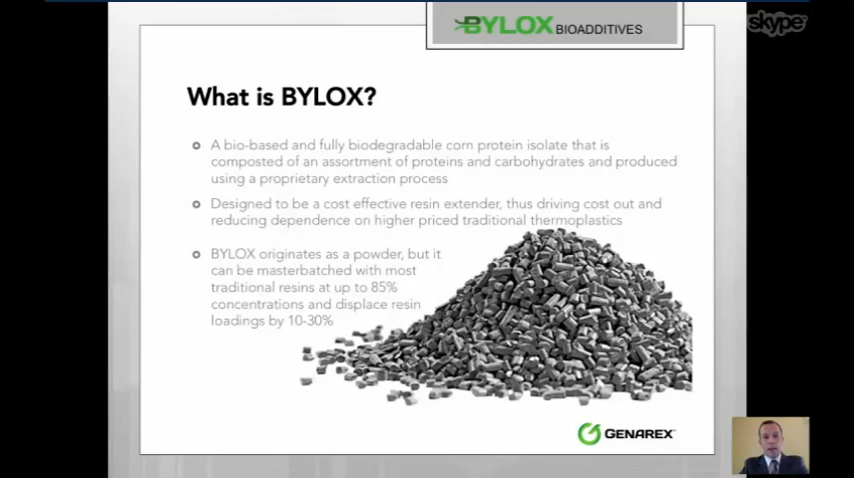 BYLOX BIOADDITIVES
skype
What is BYLOX?
A bio-based and fully biodegradable corn protein isolate that is
composted of an assortment of proteins and carbohydrates and produced
using a proprietary extraction process
Designed to be a cost effective resin extender, thus driving cost out and
reducing dependence on higher priced traditional thermoplastics
BYLOX originates as a powder, but it
can be masterbatched with most
traditional resins at up to 85%
concentrations and displace resin
loadings by 10-30%
GENAREX